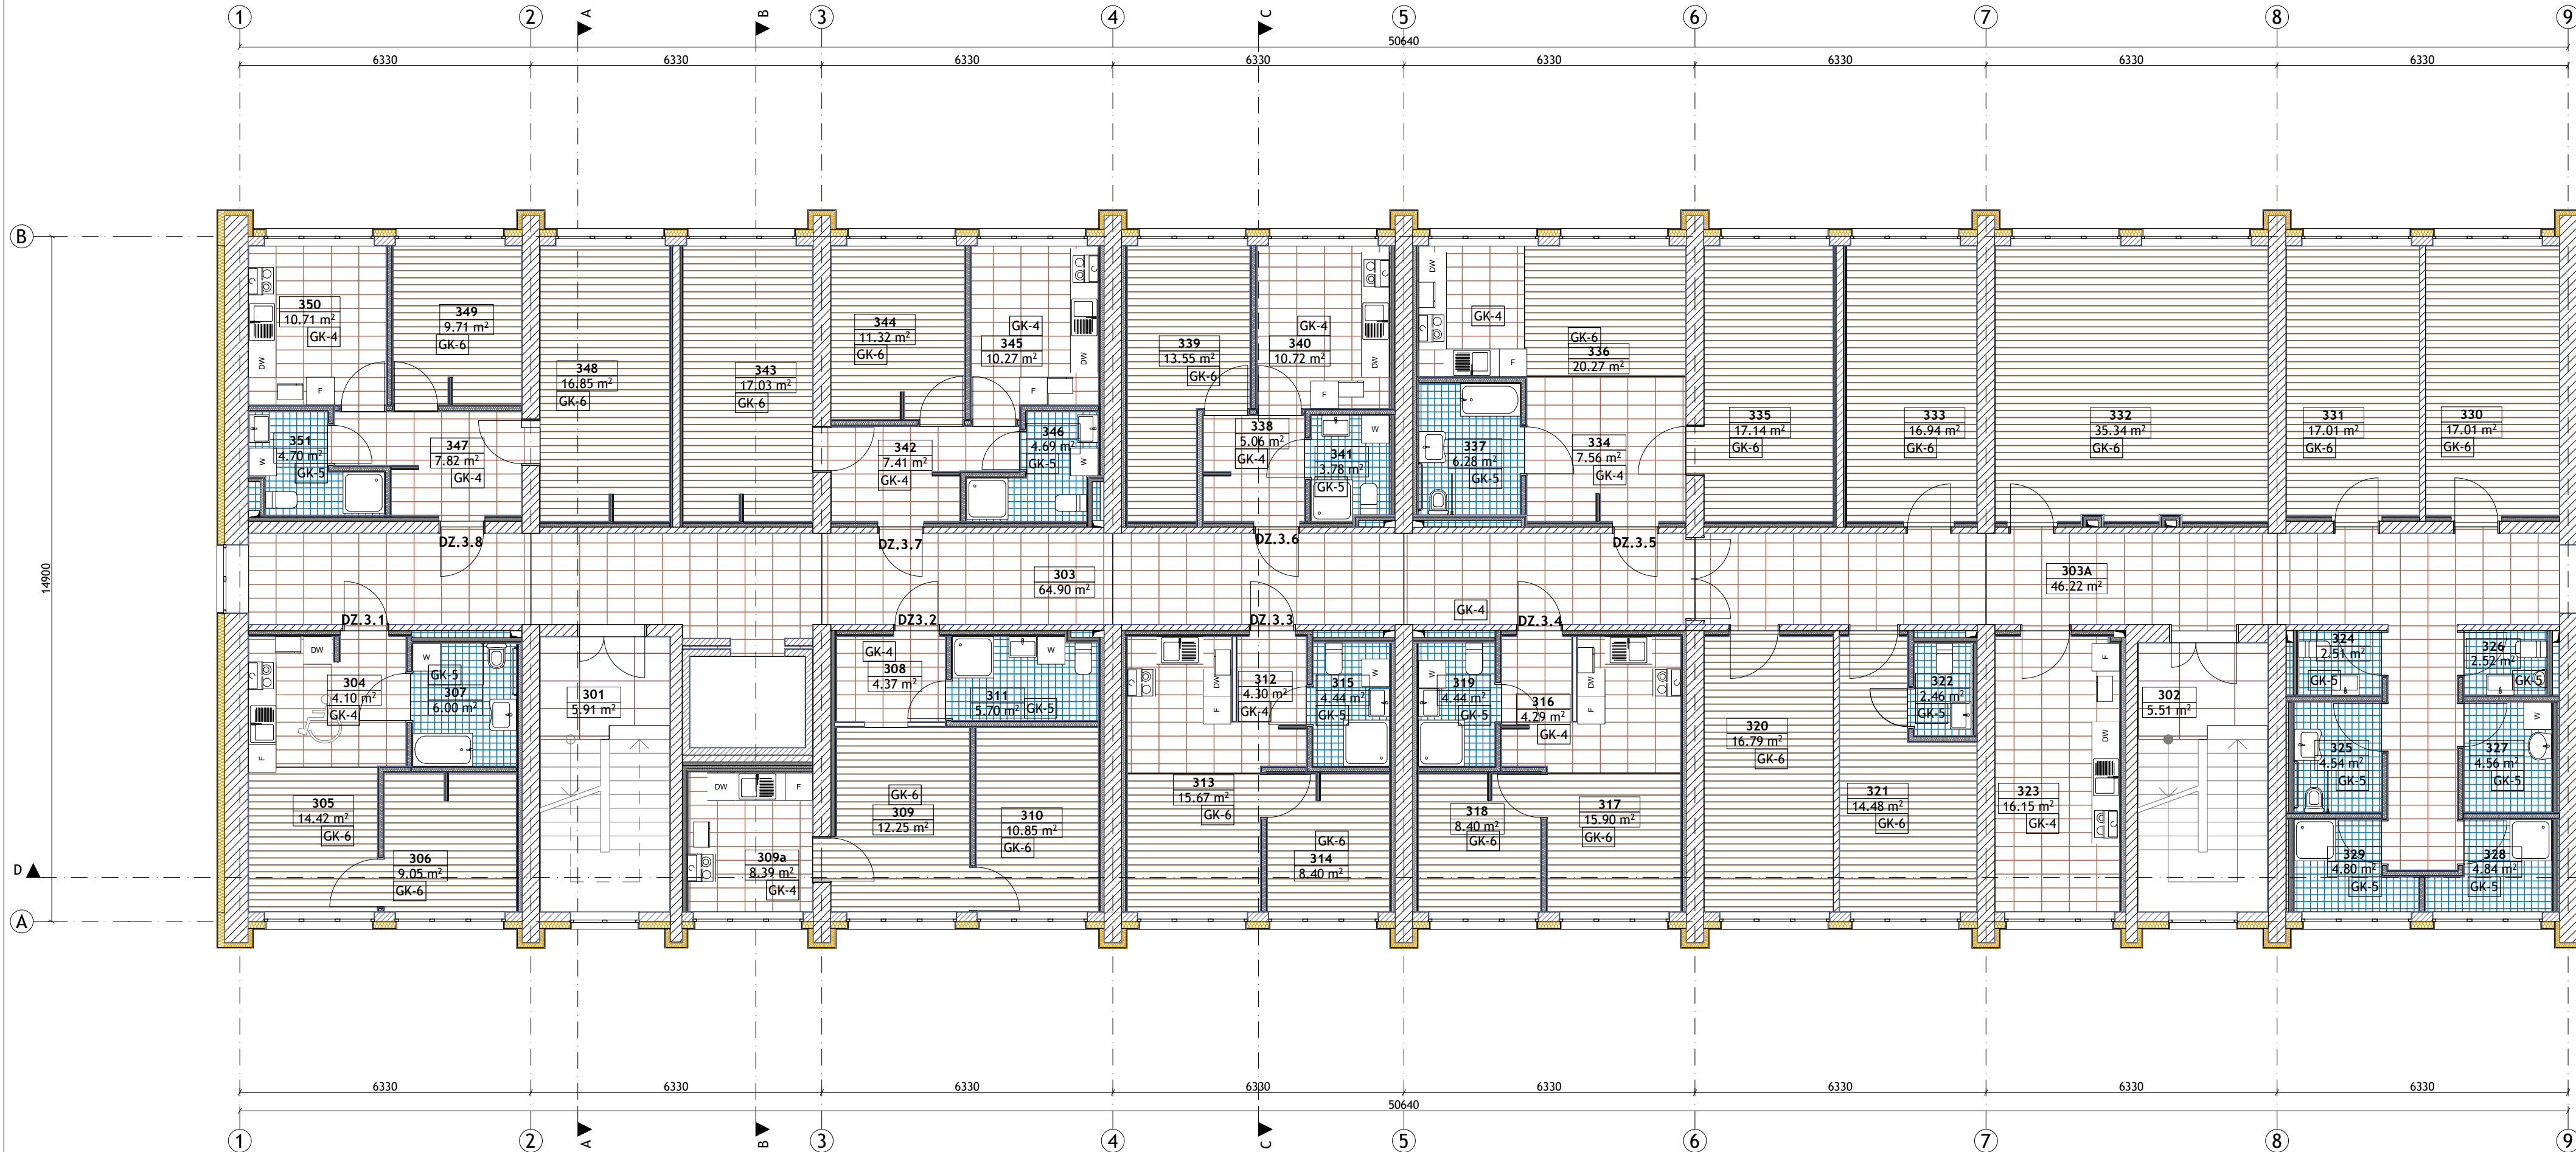 1 2 A B 3 4 C 5 6 7 8 9
50640
6330 6330 6330 6330 6330 6330 6330 6330
B
350
10.71 m²
GK-4
349
9.71 m²
GK-6
348
16.85 m²
GK-6
343
17.03 m²
GK-6
344
11.32 m²
GK-6
GK-4
345
10.27 m²
339
13.55 m²
GK-6
GK-4
340
10.72 m²
GK-4
GK-6
336
20.27 m²
335
17.14 m²
GK-6
333
16.94 m²
GK-6
332
35.34 m²
GK-6
331
17.01 m²
GK-6
330
17.01 m²
GK-6
DW
F
DW
F
DW
F
DW
F
351
4.70 m²
GK-5
W
347
7.82 m²
GK-4
342
7.41 m²
GK-4
346
4.69 m²
GK-5
W
338
5.06 m²
GK-4
341
3.78 m²
GK-5
W
337
6.28 m²
GK-5
334
7.56 m²
GK-4
DZ.3.8
DZ.3.7
DZ.3.6
DZ.3.5
14900
303
64.90 m²
GK-4
303A
46.22 m²
DZ.3.1
DZ3.2
DZ.3.3
DZ.3.4
DW
F
304
4.10 m²
GK-4
W
GK-5
307
6.00 m²
301
5.91 m²
GK-4
308
4.37 m²
W
311
5.70 m²
GK-5
DW
F
312
4.30 m²
GK-4
W
315
4.44 m²
GK-5
W
319
4.44 m²
GK-5
316
4.29 m²
GK-4
DW
F
320
16.79 m²
GK-6
322
2.46 m²
GK-5
F
DW
302
5.51 m²
324
2.51 m²
GK-5
326
2.52 m²
GK-5
325
4.54 m²
GK-5
W
327
4.56 m²
GK-5
305
14.42 m²
GK-6
306
9.05 m²
GK-6
DW
F
309a
8.39 m²
GK-4
GK-6
309
12.25 m²
310
10.85 m²
GK-6
313
15.67 m²
GK-6
GK-6
314
8.40 m²
318
8.40 m²
GK-6
317
15.90 m²
GK-6
321
14.48 m²
GK-6
323
16.15 m²
GK-4
329
4.80 m²
GK-5
328
4.84 m²
GK-5
D
A
6330 6330 6330 6330 6330 6330 6330 6330
50640
1 2 A B 3 4 C 5 6 7 8 9